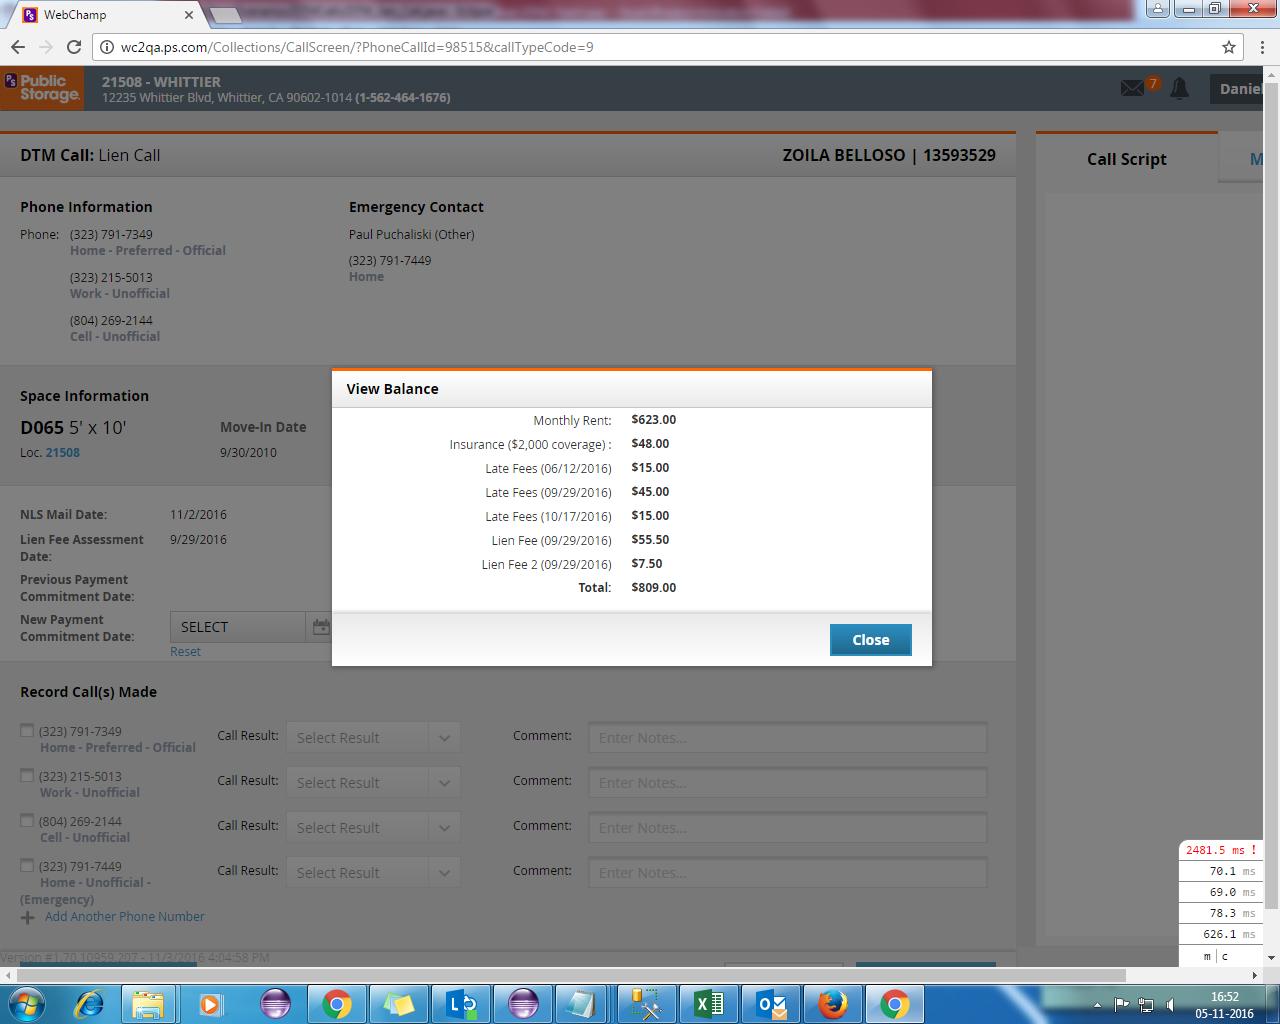 WebChamp
wc2qa.ps.com/Collections/CallScreen/?PhoneCallId=98515&callTypeCode=9
PS Public Storage.
21508 - WHITTIER
12235 Whittier Blvd, Whittier, CA 90602-1014 (1-562-464-1676)
7
Daniel
DTM Call: Lien Call
ZOILA BELLOSO | 13593529
Call Script
M
Phone Information
Phone: (323) 791-7349
Home - Preferred - Official
(323) 215-5013
Work - Unofficial
(804) 269-2144
Cell - Unofficial
Emergency Contact
Paul Puchaliski (Other)
(323) 791-7449
Home
Space Information
D065 5' x 10'
Loc. 21508
Move-In Date
9/30/2010
NLS Mail Date: 11/2/2016
Lien Fee Assessment Date: 9/29/2016
Previous Payment Commitment Date:
New Payment Commitment Date: SELECT
Reset
View Balance
Monthly Rent: $623.00
Insurance ($2,000 coverage) : $48.00
Late Fees (06/12/2016) $15.00
Late Fees (09/29/2016) $45.00
Late Fees (10/17/2016) $15.00
Lien Fee (09/29/2016) $55.50
Lien Fee 2 (09/29/2016) $7.50
Total: $809.00
Close
Record Call(s) Made
(323) 791-7349 Call Result: Select Result Comment: Enter Notes...
Home - Preferred - Official
(323) 215-5013 Call Result: Select Result Comment: Enter Notes...
Work - Unofficial
(804) 269-2144 Call Result: Select Result Comment: Enter Notes...
Cell - Unofficial
(323) 791-7449 Call Result: Select Result Comment: Enter Notes...
Home - Unofficial -
(Emergency)
Add Another Phone Number
Version #1.70.10959.207 - 11/3/2016 4:04:58 PM
2481.5 ms !
70.1 ms
69.0 ms
78.3 ms
626.1 ms
m | c
16:52
05-11-2016